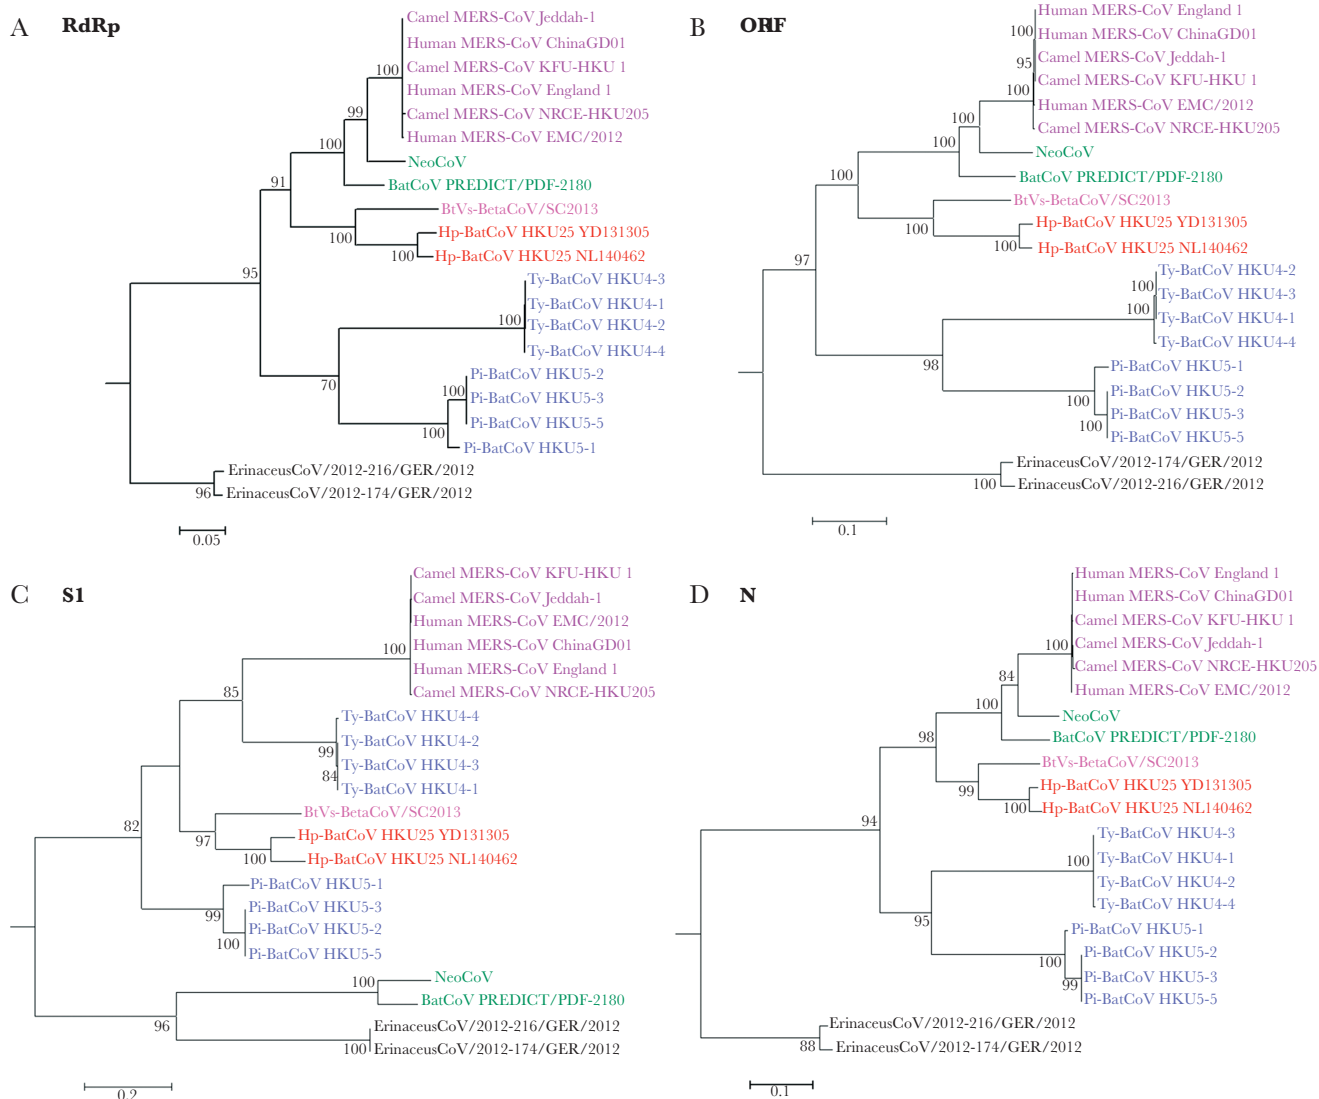 A RdRp
Camel MERS-CoV Jeddah-1
Human MERS-CoV ChinaGD01
Camel MERS-CoV KFU-HKU 1
100
Human MERS-CoV England 1
99
Camel MERS-CoV NRCE-HKU205
Human MERS-CoV EMC/2012
100
NeoCoV
91
BatCoV PREDICT/PDF-2180
BtVs-BetaCoV/SC2013
100
Hp-BatCoV HKU25 YD131305
100
Hp-BatCoV HKU25 NL140462
95
Ty-BatCoV HKU4-3
Ty-BatCoV HKU4-1
100
Ty-BatCoV HKU4-2
Ty-BatCoV HKU4-4
70
Pi-BatCoV HKU5-2
100
Pi-BatCoV HKU5-3
Pi-BatCoV HKU5-5
100
Pi-BatCoV HKU5-1
ErinaceusCoV/2012-216/GER/2012
96
ErinaceusCoV/2012-174/GER/2012
0.05
B
Human MERS-CoV England 1
100
Human MERS-CoV ChinaGD01
95
Camel MERS-CoV Jeddah-1
Camel MERS-CoV KFU-HKU 1
100
Human MERS-CoV EMC/2012
100
Camel MERS-CoV NRCE-HKU205
100
NeoCoV
100
BatCoV PREDICT/PDF-2180
BtVs-BetaCoV/SC2013
100
Hp-BatCoV HKU25 YD131305
100
Hp-BatCoV HKU25 NL140462
97
Ty-BatCoV HKU4-2
100
Ty-BatCoV HKU4-3
100
Ty-BatCoV HKU4-1
Ty-BatCoV HKU4-4
98
Pi-BatCoV HKU5-1
Pi-BatCoV HKU5-2
100
Pi-BatCoV HKU5-3
100
Pi-BatCoV HKU5-5
ErinaceusCoV/2012-174/GER/2012
100
ErinaceusCoV/2012-216/GER/2012
0.1
C S1
Camel MERS-CoV KFU-HKU 1
Camel MERS-CoV Jeddah-1
Human MERS-CoV EMC/2012
100
Human MERS-CoV ChinaGD01
Human MERS-CoV England 1
85
Camel MERS-CoV NRCE-HKU205
Ty-BatCoV HKU4-4
Ty-BatCoV HKU4-2
99
Ty-BatCoV HKU4-3
84
Ty-BatCoV HKU4-1
BtVs-BetaCoV/SC2013
82
97
Hp-BatCoV HKU25 YD131305
100
Hp-BatCoV HKU25 NL140462
Pi-BatCoV HKU5-1
99
Pi-BatCoV HKU5-3
Pi-BatCoV HKU5-2
100
Pi-BatCoV HKU5-5
100
NeoCoV
BatCoV PREDICT/PDF-2180
96
ErinaceusCoV/2012-216/GER/2012
100
ErinaceusCoV/2012-174/GER/2012
0.2
D N
Human MERS-CoV England 1
Human MERS-CoV ChinaGD01
Camel MERS-CoV KFU-HKU 1
100
Camel MERS-CoV Jeddah-1
84
Camel MERS-CoV NRCE-HKU205
Human MERS-CoV EMC/2012
100
NeoCoV
98
BatCoV PREDICT/PDF-2180
BtVs-BetaCoV/SC2013
99
Hp-BatCoV HKU25 YD131305
100
Hp-BatCoV HKU25 NL140462
94
Ty-BatCoV HKU4-3
100
Ty-BatCoV HKU4-1
Ty-BatCoV HKU4-2
Ty-BatCoV HKU4-4
95
Pi-BatCoV HKU5-1
Pi-BatCoV HKU5-2
100
Pi-BatCoV HKU5-3
99
Pi-BatCoV HKU5-5
ErinaceusCoV/2012-216/GER/2012
88
ErinaceusCoV/2012-174/GER/2012
0.1